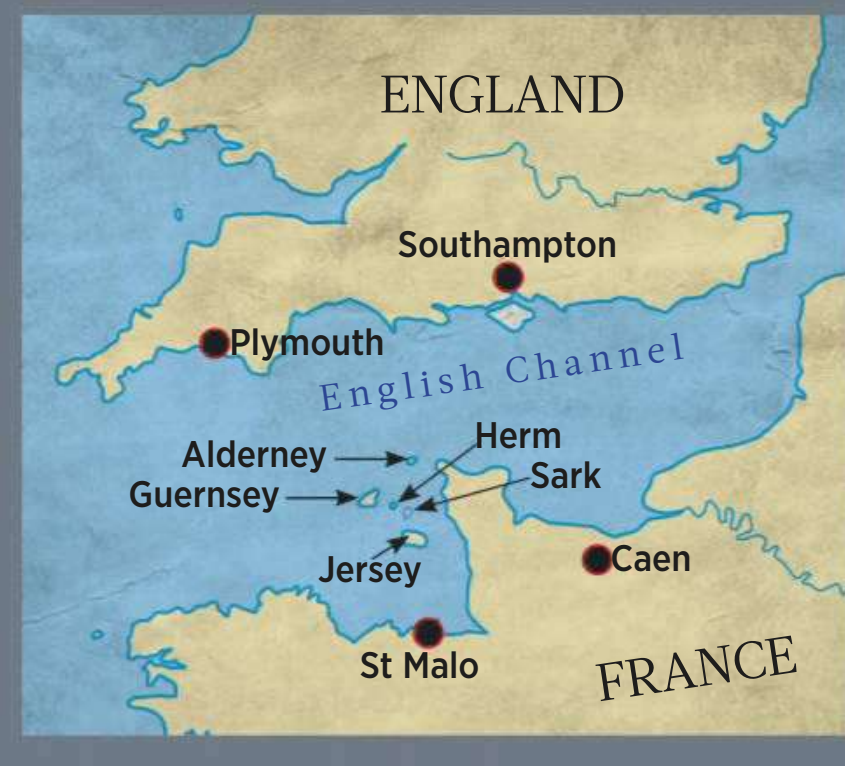 ENGLAND
Southampton
Plymouth
English Channel
Herm
Alderney
Sark
Guernsey
Jersey
Caen
St Malo
FRANCE